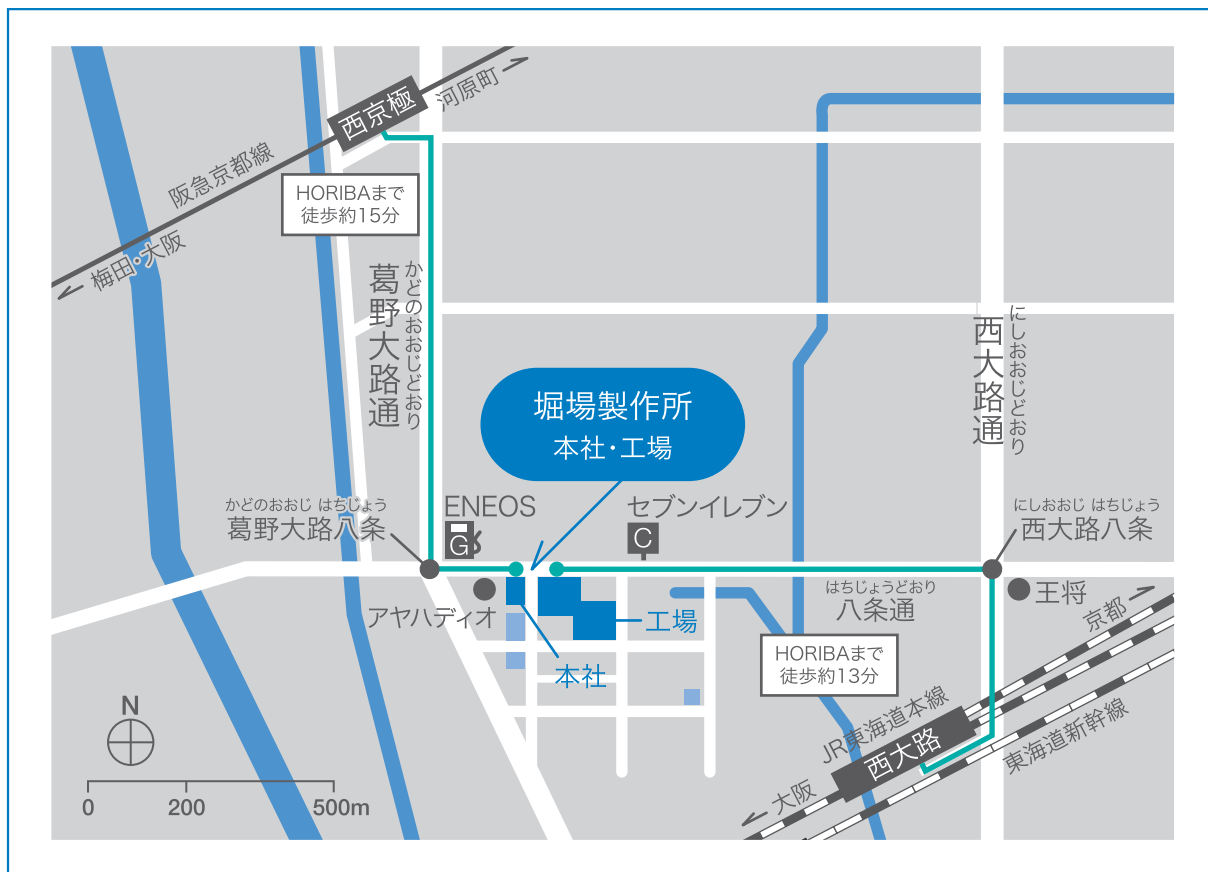 西京極
河原町
阪急京都線
梅田・大阪
HORIBAまで
徒歩約15分
葛野大路通
かどのおおじどおり
西大路通
にしおおじどおり
堀場製作所
本社・工場
かどのおおじ はちじょう
葛野大路八条
ENEOS
G
セブンイレブン
C
にしおおじ はちじょう
西大路八条
アヤハディオ
工場
本社
はちじょうどおり
八条通
王将
京都
HORIBAまで
徒歩約13分
JR東海道本線
西大路
東海道新幹線
大阪
N
0 200 500m